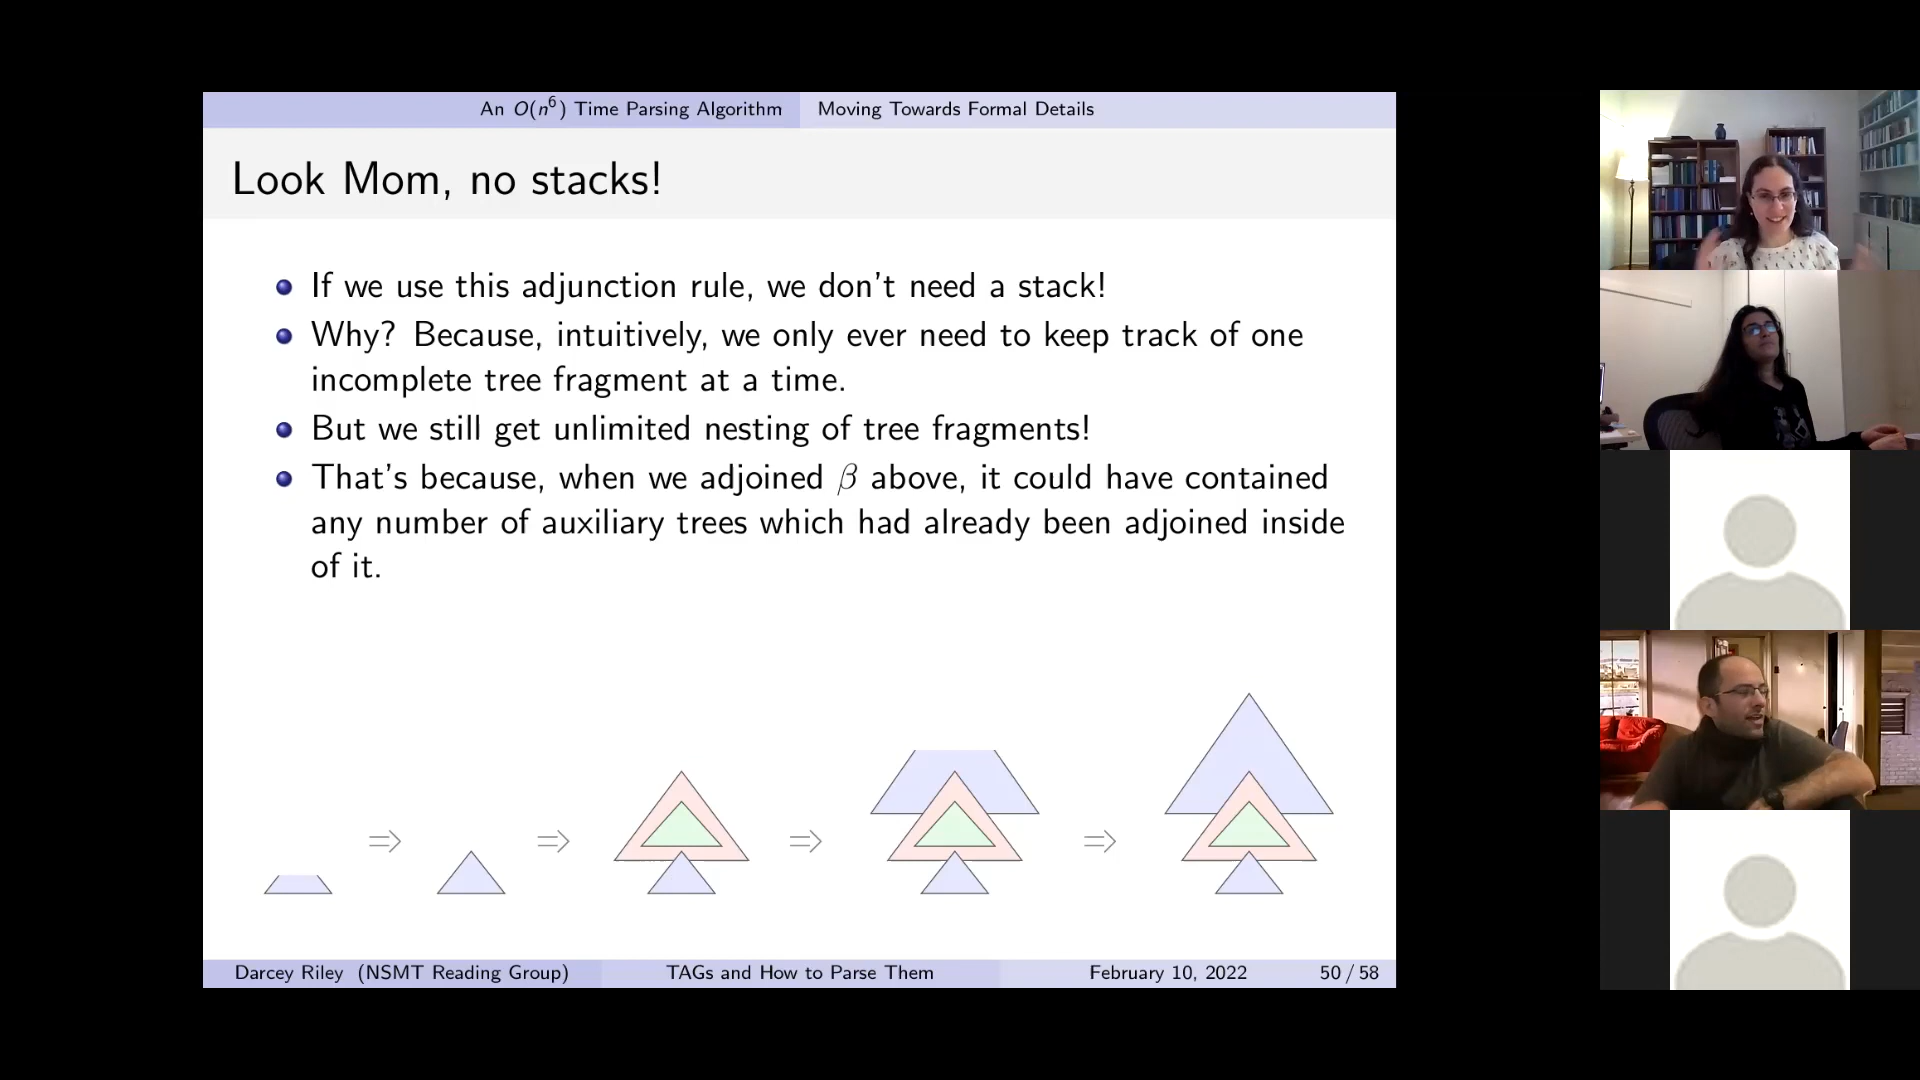 An O(n⁶) Time Parsing Algorithm Moving Towards Formal Details
Look Mom, no stacks!
If we use this adjunction rule, we don't need a stack!
Why? Because, intuitively, we only ever need to keep track of one
incomplete tree fragment at a time.
But we still get unlimited nesting of tree fragments!
That's because, when we adjoined β above, it could have contained
any number of auxiliary trees which had already been adjoined inside
of it.
⇒ ⇒ ⇒ ⇒
Darcey Riley (NSMT Reading Group) TAGs and How to Parse Them February 10, 2022 50 / 58